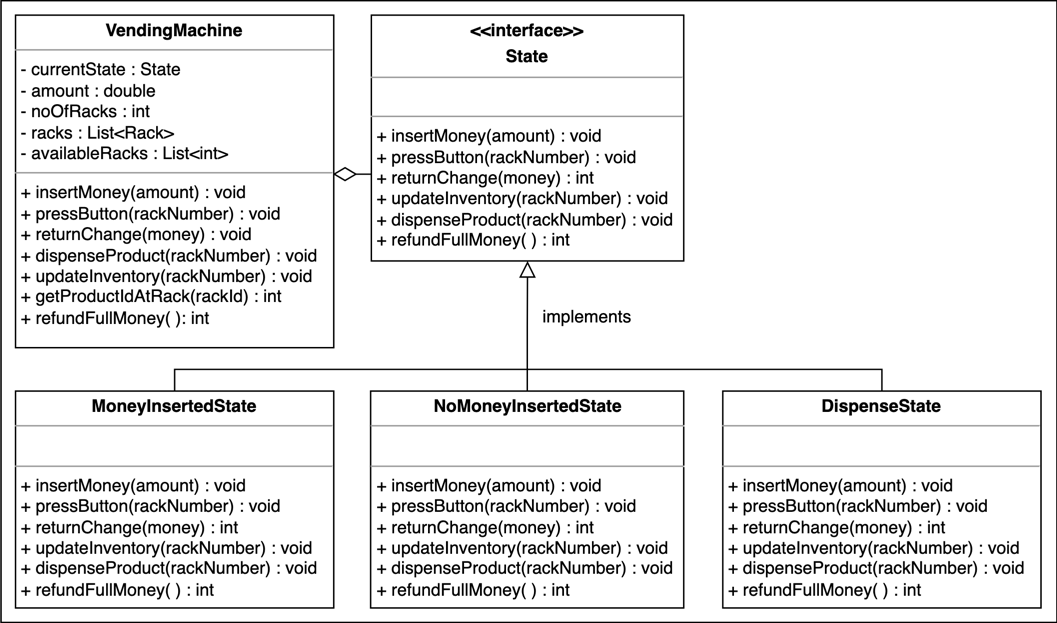 VendingMachine
- currentState : State
- amount : double
- noOfRacks : int
- racks : List<Rack>
- availableRacks : List<int>
+ insertMoney(amount) : void
+ pressButton(rackNumber) : void
+ returnChange(money) : void
+ dispenseProduct(rackNumber) : void
+ updateInventory(rackNumber) : void
+ getProductIdAtRack(rackId) : int
+ refundFullMoney( ): int
<<interface>>
State
+ insertMoney(amount) : void
+ pressButton(rackNumber) : void
+ returnChange(money) : int
+ updateInventory(rackNumber) : void
+ dispenseProduct(rackNumber) : void
+ refundFullMoney( ) : int
implements
MoneyInsertedState
+ insertMoney(amount) : void
+ pressButton(rackNumber) : void
+ returnChange(money) : int
+ updateInventory(rackNumber) : void
+ dispenseProduct(rackNumber) : void
+ refundFullMoney( ) : int
NoMoneyInsertedState
+ insertMoney(amount) : void
+ pressButton(rackNumber) : void
+ returnChange(money) : int
+ updateInventory(rackNumber) : void
+ dispenseProduct(rackNumber) : void
+ refundFullMoney( ) : int
DispenseState
+ insertMoney(amount) : void
+ pressButton(rackNumber) : void
+ returnChange(money) : int
+ updateInventory(rackNumber) : void
+ dispenseProduct(rackNumber) : void
+ refundFullMoney( ) : int